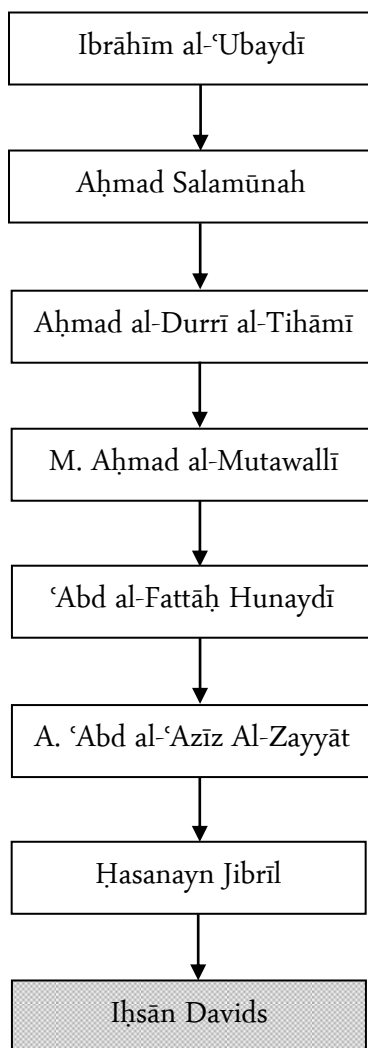 Ibrāhīm al-ʿUbaydī
Aḥmad Salamūnah
Aḥmad al-Durrī al-Tihāmī
M. Aḥmad al-Mutawallī
ʿAbd al-Fattāḥ Hunaydī
A. ʿAbd al-ʿAzīz Al-Zayyāt
Ḥasanayn Jibrīl
Iḥsān Davids